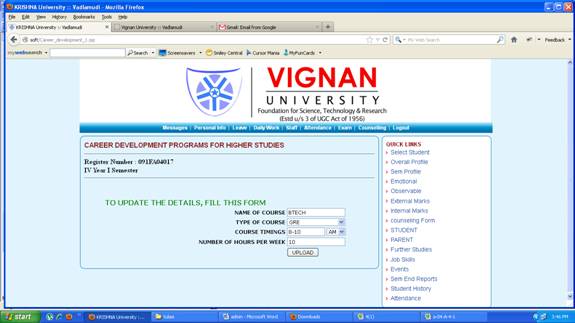 KRISHNA University :: Vadlamudi - Mozilla Firefox
File Edit View History Bookmarks Tools Help
KRISHNA University :: Vadlamudi
Vignan University :: Vadlamudi
Gmail: Email from Google
soft/Career_development_1.jsp
My Web Search
Feedback
mywebsearch
Search
Screensavers
Smiley Central
Cursor Mania
MyFunCards
VIGNAN
UNIVERSITY
Foundation for Science, Technology & Research
(Estd u/s 3 of UGC Act of 1956)
Messages | Personal Info | Leave | Daily Work | Staff | Attendance | Exam | Counselling | Logout
CAREER DEVELOPMENT PROGRAMS FOR HIGHER STUDIES
Register Number : 091FA04017
IV Year I Semester
TO UPDATE THE DETAILS, FILL THIS FORM
NAME OF COURSE BTECH
TYPE OF COURSE GRE
COURSE TIMINGS 8-10 AM
NUMBER OF HOURS PER WEEK 10
UPLOAD
QUICK LINKS
Select Student
Overall Profile
Sem Profile
Emotional
Observable
External Marks
Internal Marks
counseling Form
STUDENT
PARENT
Further Studies
Job Skills
Events
Sem End Reports
Student History
Attendance
start
KRISHNA University :...
tulasi
admin - Microsoft Word
Downloads
4(1)
3:46 PM